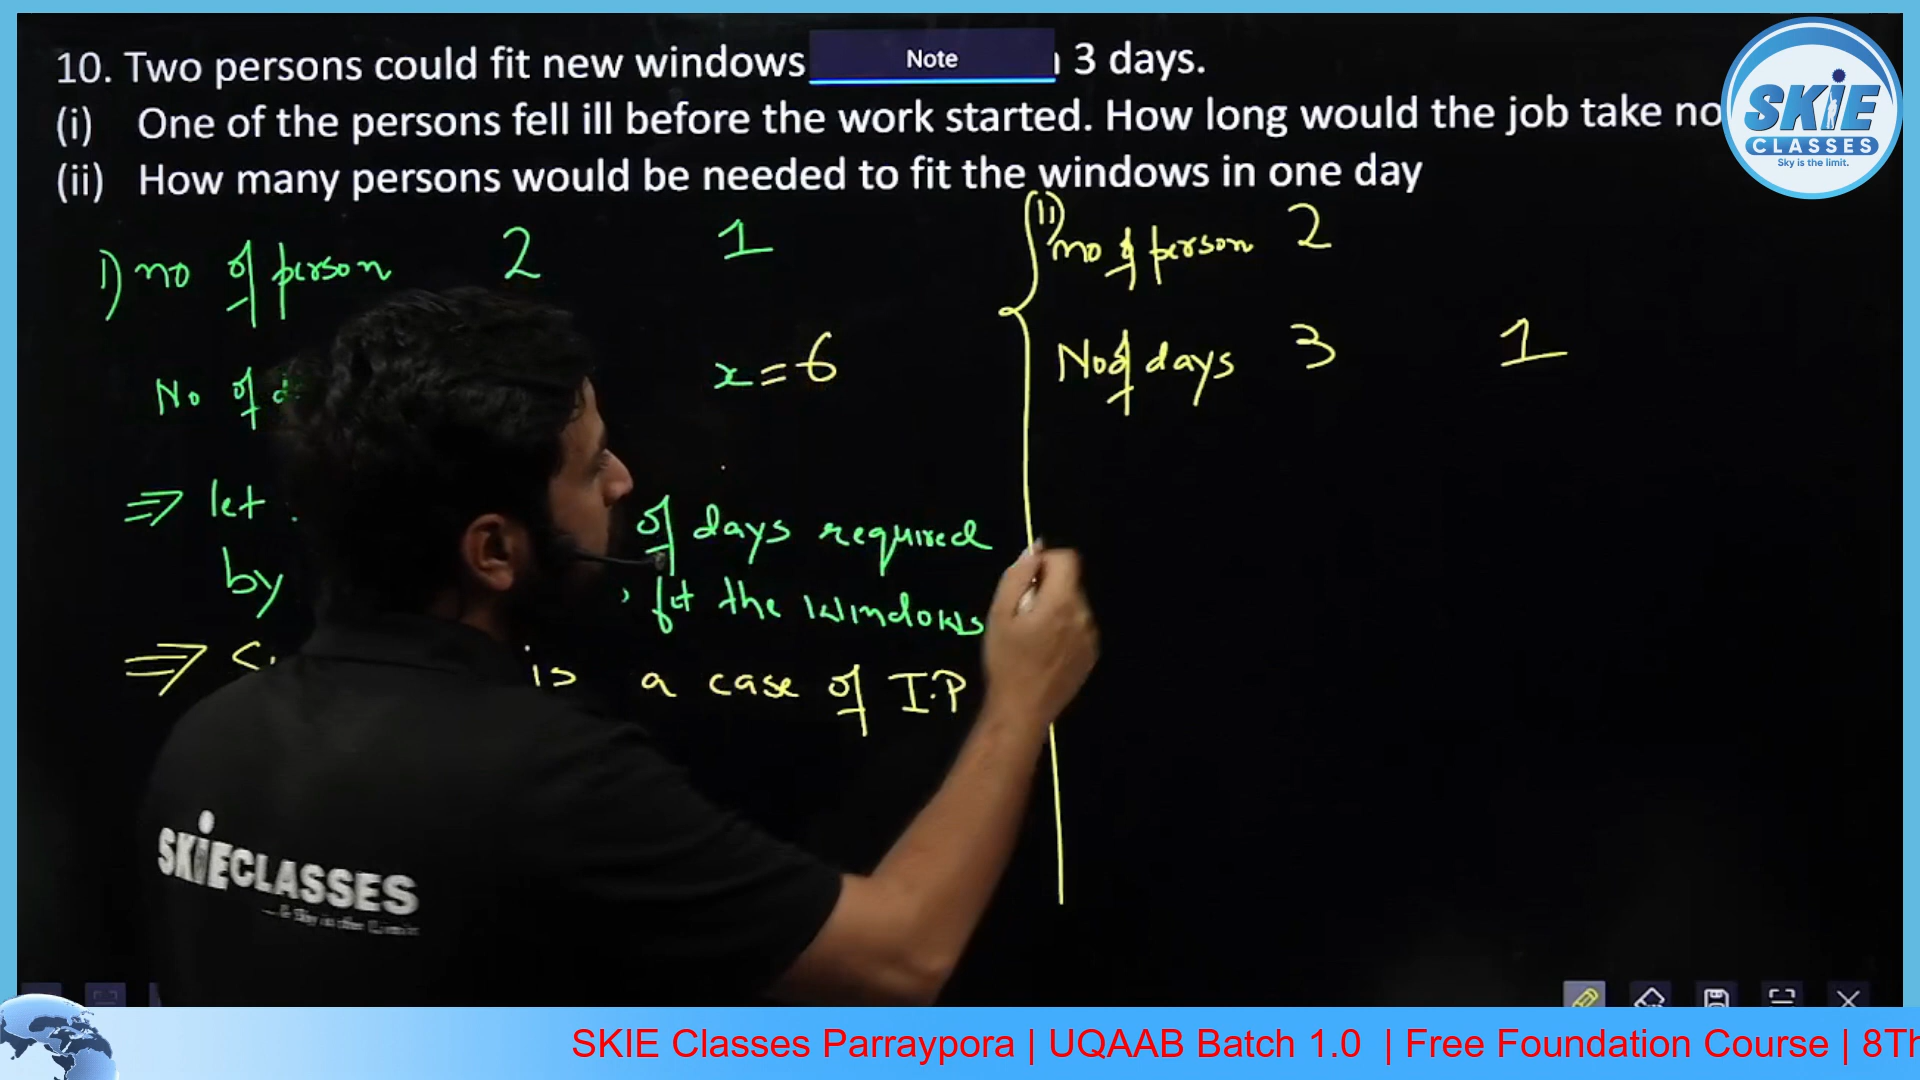 10. Two persons could fit new windows Note 3 days.
(i) One of the persons fell ill before the work started. How long would the job take no
(ii) How many persons would be needed to fit the windows in one day
SKIE
CLASSES
Sky is the limit.
1) no of person 2 1
No of x = 6
⇒ let of days required
by fit the windows
⇒ is a case of I.P
ii) no of person 2
No of days 3 1
SKIECLASSES
SKIE Classes Parraypora | UQAAB Batch 1.0 | Free Foundation Course | 8Th